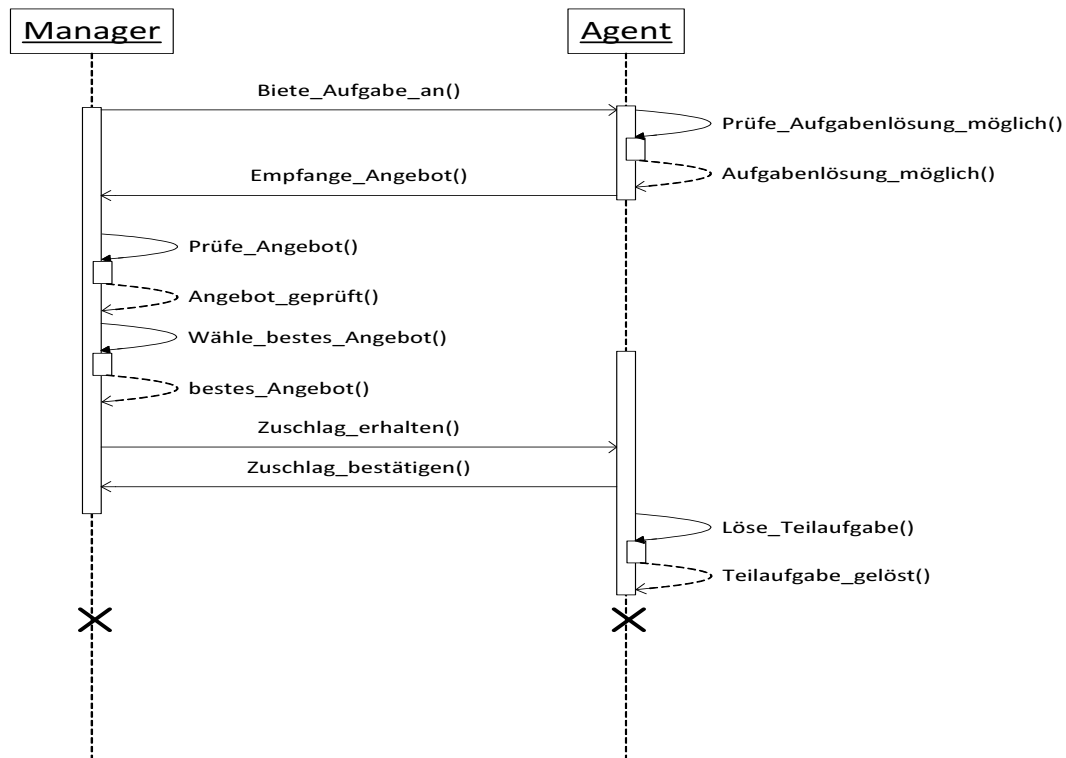 Manager
Agent
Biete_Aufgabe_an()
Prüfe_Aufgabenlösung_möglich()
Aufgabenlösung_möglich()
Empfange_Angebot()
Prüfe_Angebot()
Angebot_geprüft()
Wähle_bestes_Angebot()
bestes_Angebot()
Zuschlag_erhalten()
Zuschlag_bestätigen()
Löse_Teilaufgabe()
Teilaufgabe_gelöst()